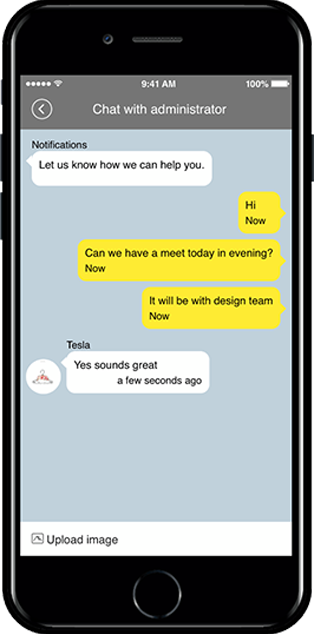 9:41 AM
100%
Chat with administrator
Notifications
Let us know how we can help you.
Hi
Now
Can we have a meet today in evening?
Now
It will be with design team
Now
Tesla
Yes sounds great
a few seconds ago
Upload image